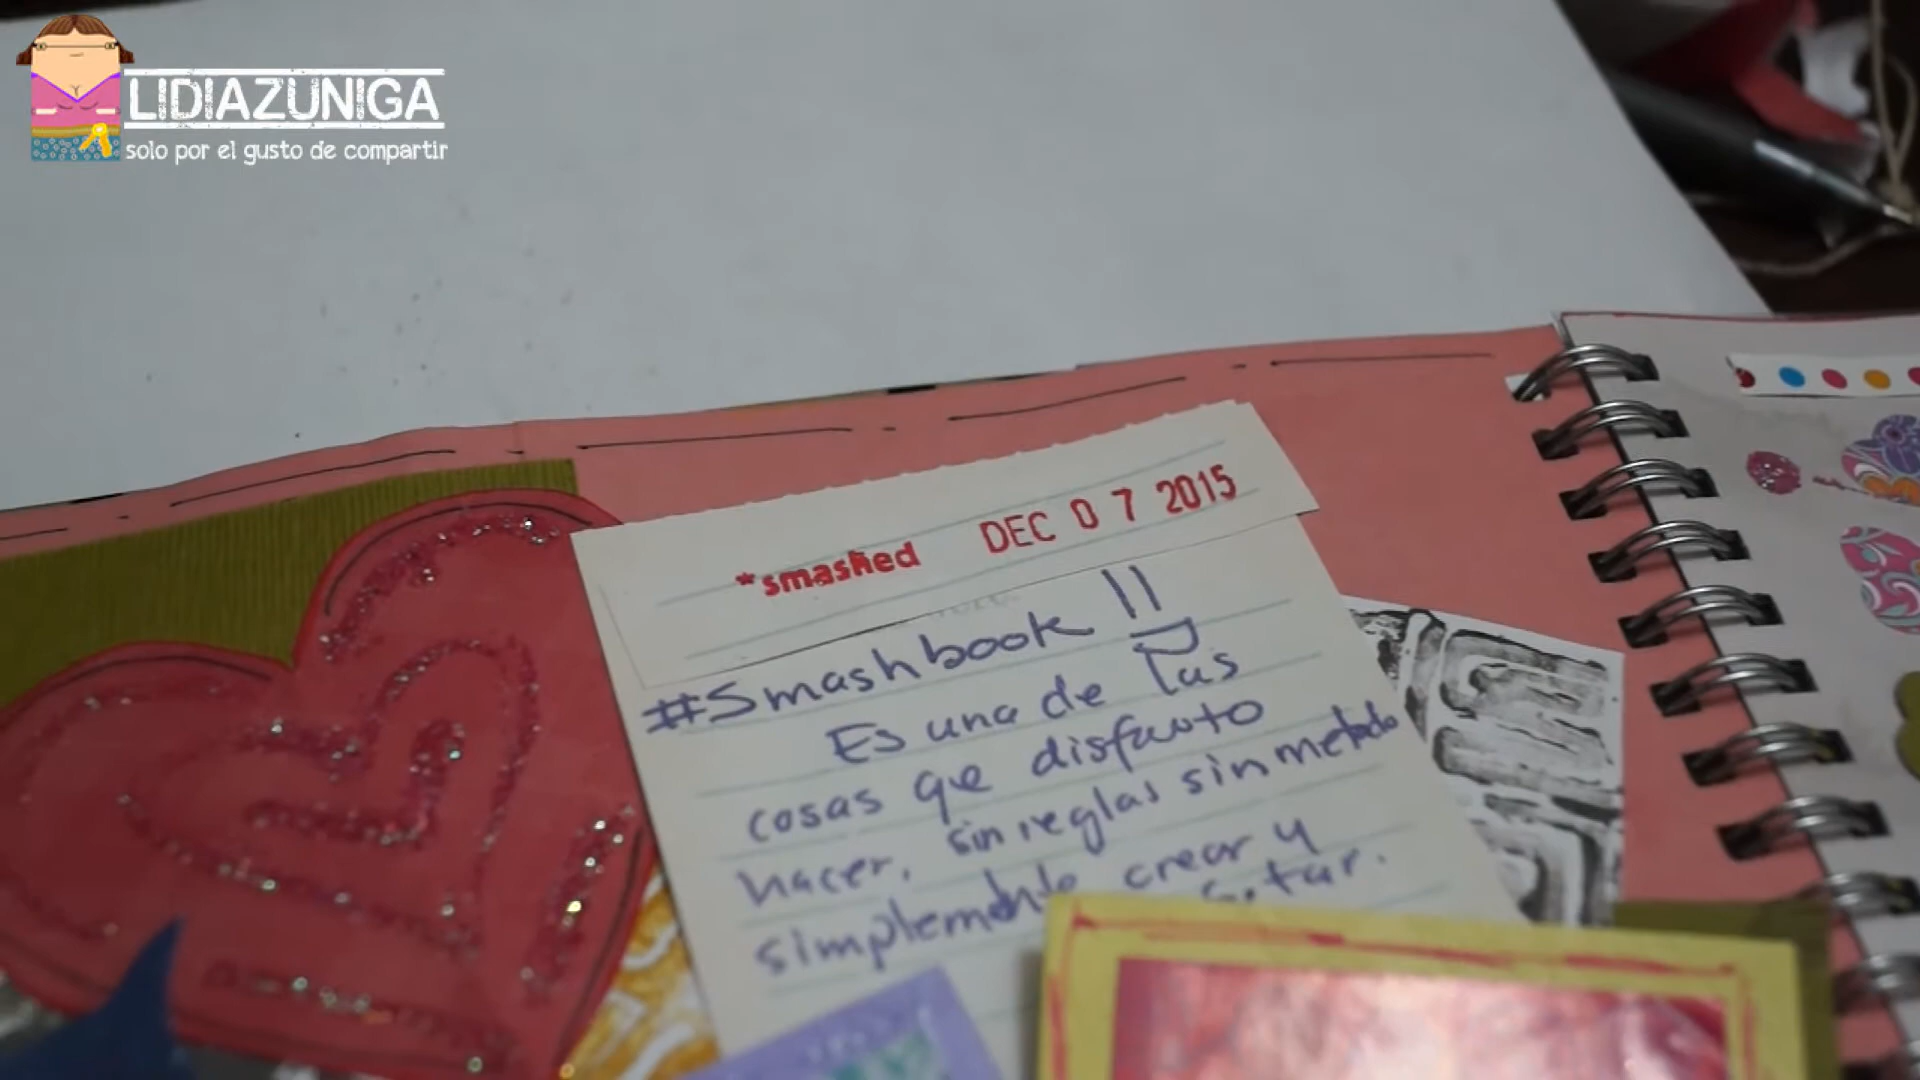 LIDIAZUNIGA
solo por el gusto de compartir
*smashed DEC 07 2015
#Smashbook !!
Es una de las
cosas que disfruto
hacer, sin reglas sin metodo
simplemente crear y